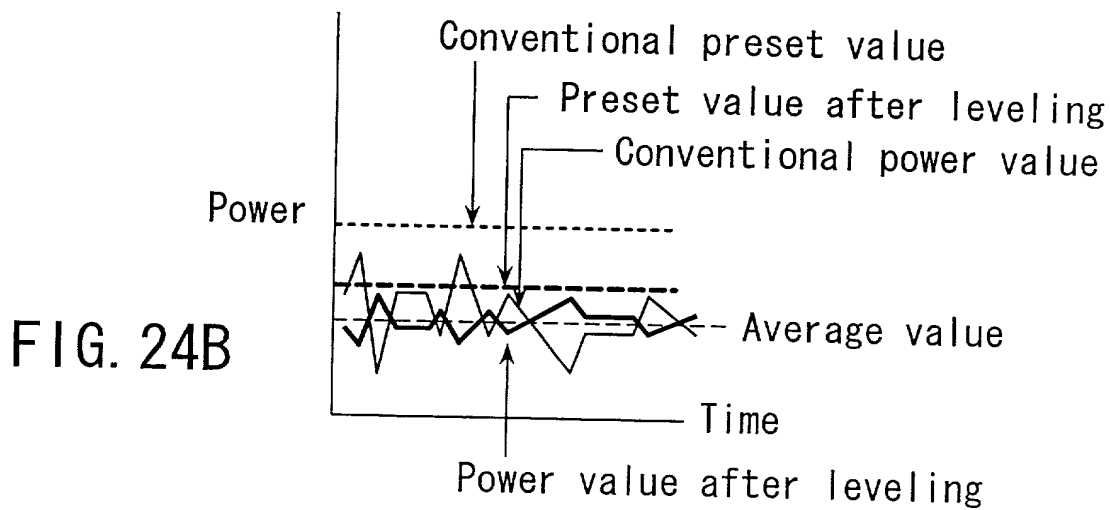 Conventional preset value
Preset value after leveling
Conventional power value
Power
Average value
FIG. 24B
Time
Power value after leveling